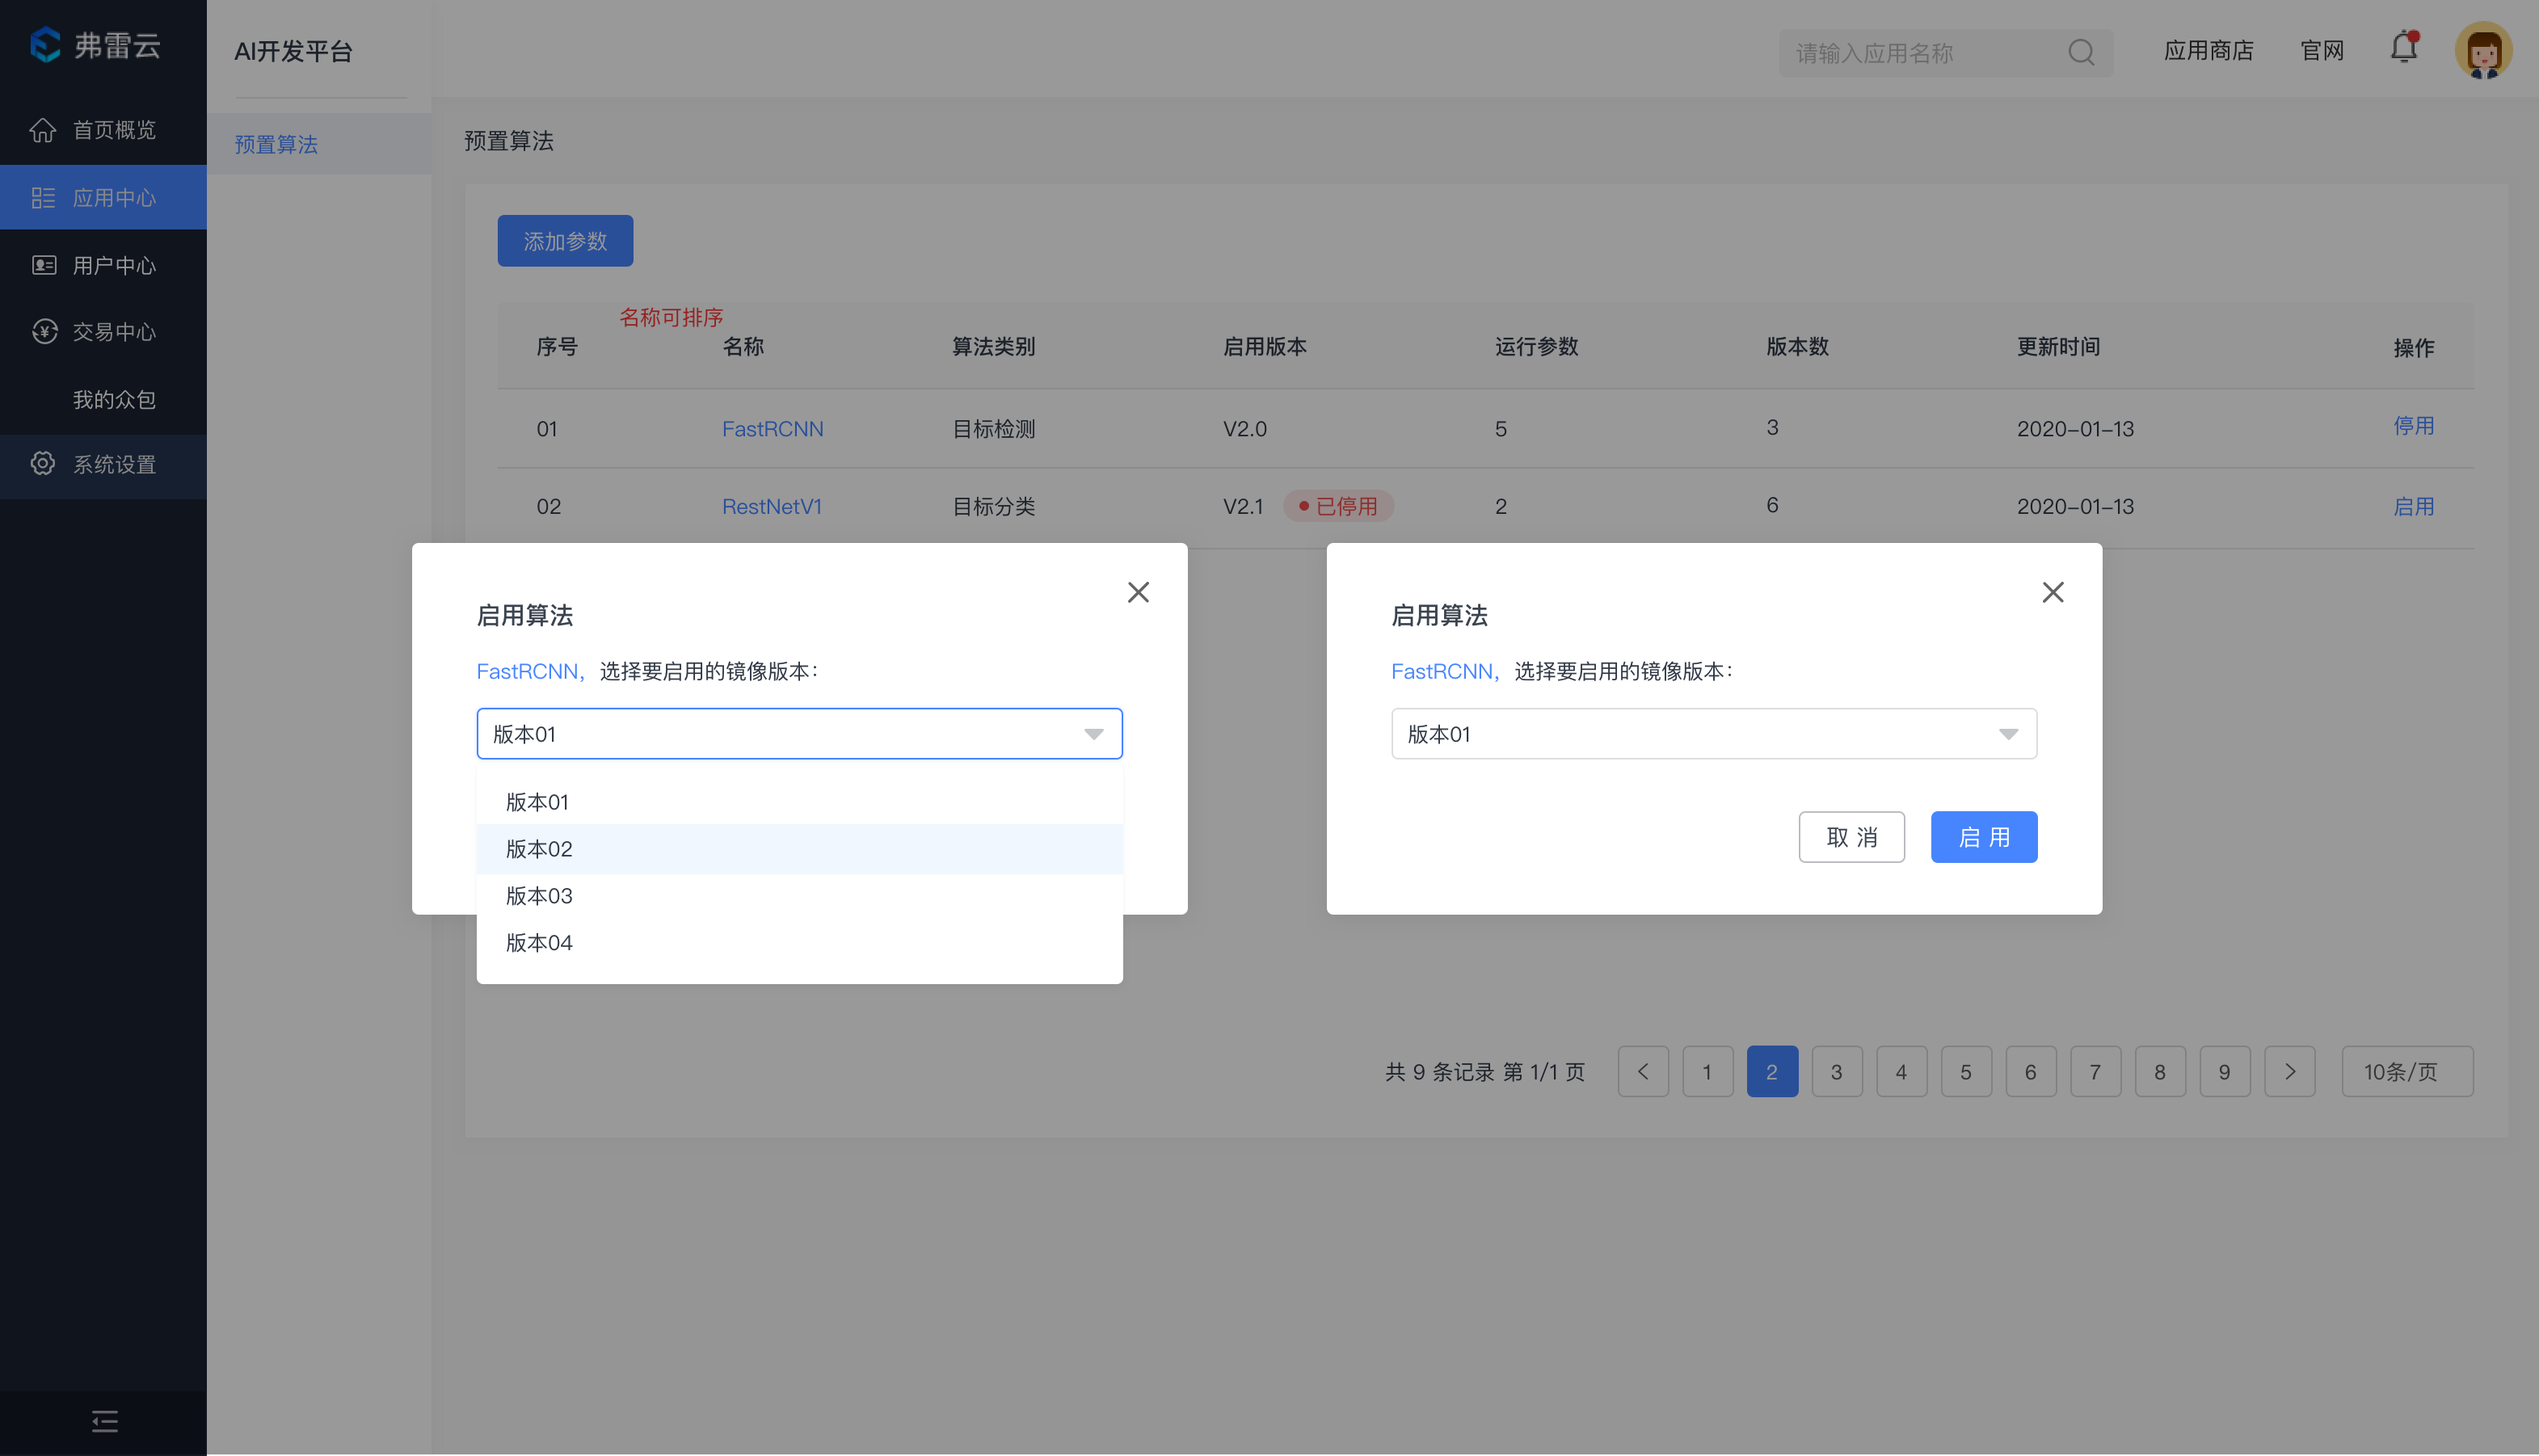 弗雷云
首页概览
应用中心
用户中心
交易中心
我的众包
系统设置
AI开发平台
预置算法
请输入应用名称
应用商店
官网
预置算法
添加参数
名称可排序
序号 名称 算法类别 启用版本 运行参数 版本数 更新时间 操作
01 FastRCNN 目标检测 V2.0 5 3 2020-01-13 停用
02 RestNetV1 目标分类 V2.1 已停用 2 6 2020-01-13 启用
启用算法
FastRCNN，选择要启用的镜像版本：
版本01
版本01
版本02
版本03
版本04
启用算法
FastRCNN，选择要启用的镜像版本：
版本01
取 消 启 用
共 9 条记录 第 1/1 页 1 2 3 4 5 6 7 8 9 10条/页